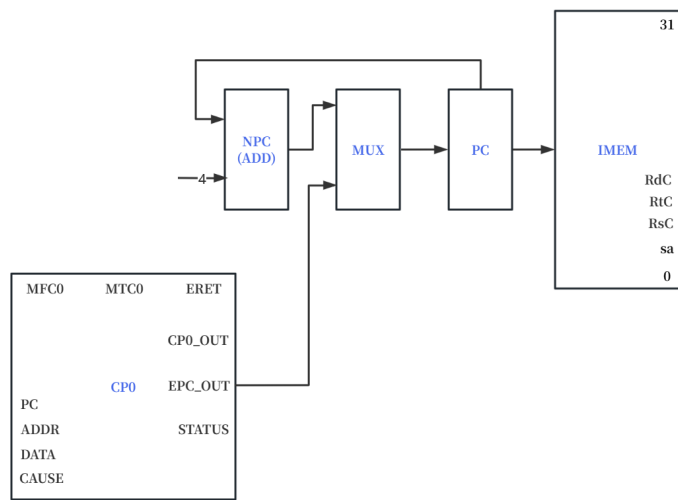 31
NPC
(ADD)
MUX
PC
IMEM
4
RdC
RtC
RsC
sa
0
MFC0 MTC0 ERET
CP0_OUT
CP0
EPC_OUT
PC
ADDR
STATUS
DATA
CAUSE